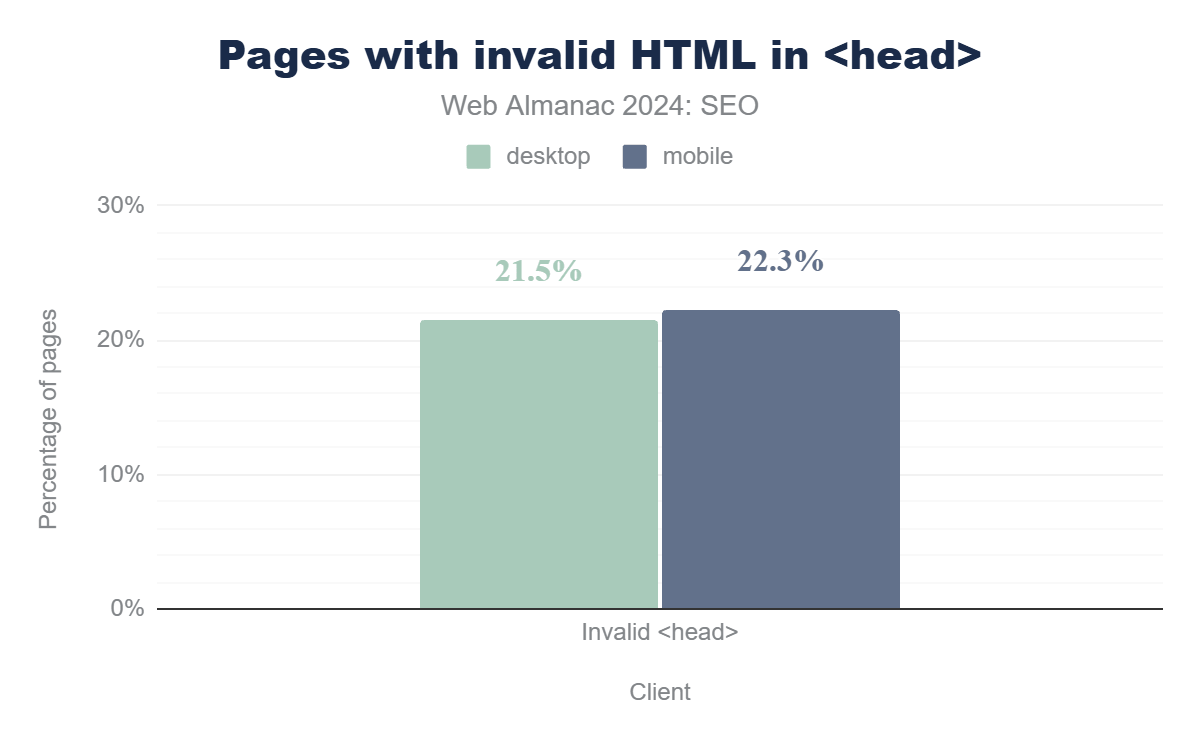 Pages with invalid HTML in <head>
Web Almanac 2024: SEO
desktop mobile
30%
20%
10%
0%
Percentage of pages
21.5%
22.3%
Invalid <head>
Client